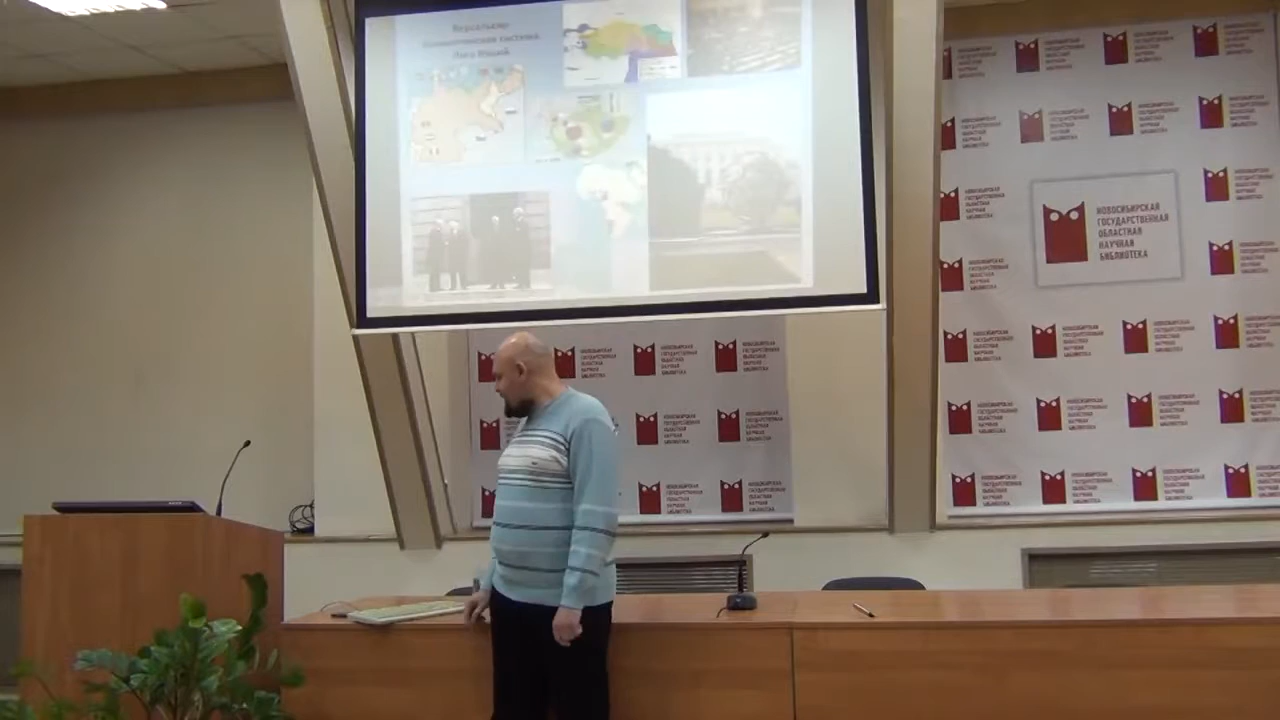 Версальско-
Вашингтонская система.
Лига Наций
НОВОСИБИРСКАЯ
ГОСУДАРСТВЕННАЯ
ОБЛАСТНАЯ
НАУЧНАЯ
БИБЛИОТЕКА